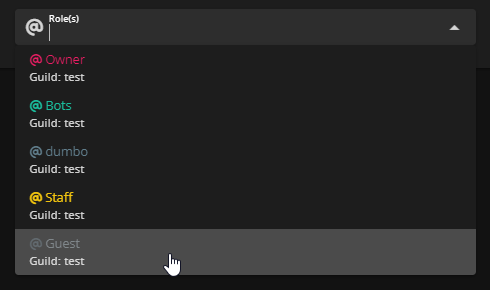 @ Role(s)
@ Owner
Guild: test
@ Bots
Guild: test
@ dumbo
Guild: test
@ Staff
Guild: test
@ Guest
Guild: test